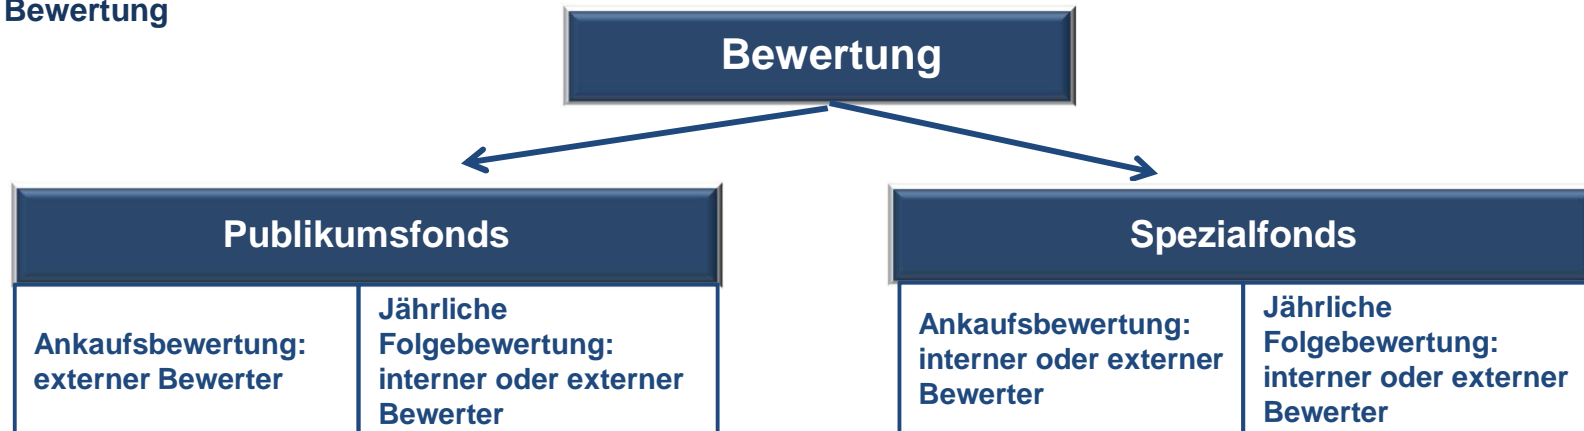 Bewertung
Bewertung
Publikumsfonds
Ankaufsbewertung:
externer Bewerter
Jährliche
Folgebewertung:
interner oder externer
Bewerter
Spezialfonds
Ankaufsbewertung:
interner oder externer
Bewerter
Jährliche
Folgebewertung:
interner oder externer
Bewerter